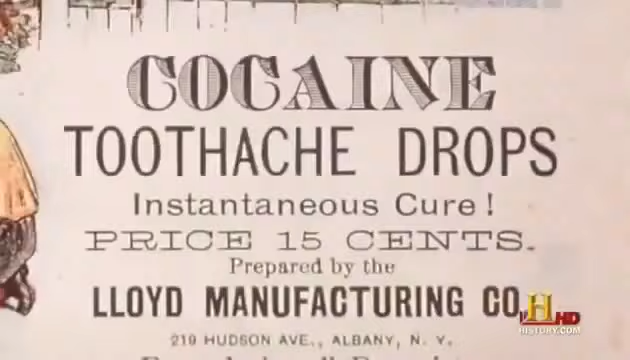 COCAINE
TOOTHACHE DROPS
Instantaneous Cure!
PRICE 15 CENTS.
Prepared by the
LLOYD MANUFACTURING CO.
219 HUDSON AVE., ALBANY, N. Y.
H HD
HISTORY.COM